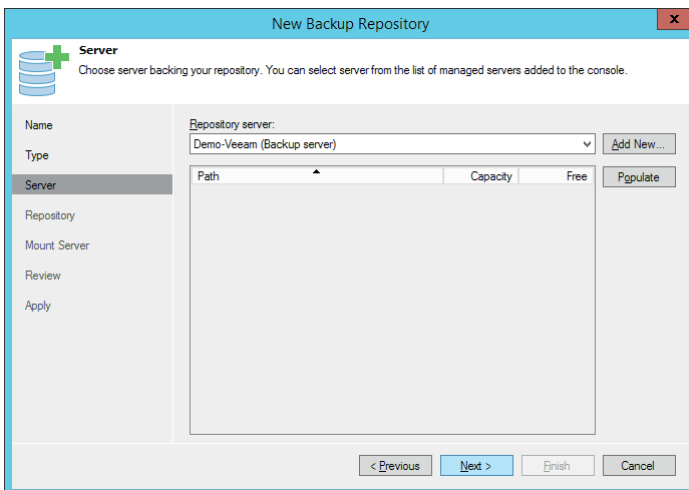 New Backup Repository
x
Server
Choose server backing your repository. You can select server from the list of managed servers added to the console.
Name
Type
Server
Repository
Mount Server
Review
Apply
Repository server:
Demo-Veeam (Backup server)
Add New...
Path Capacity Free
Populate
< Previous Next > Finish Cancel